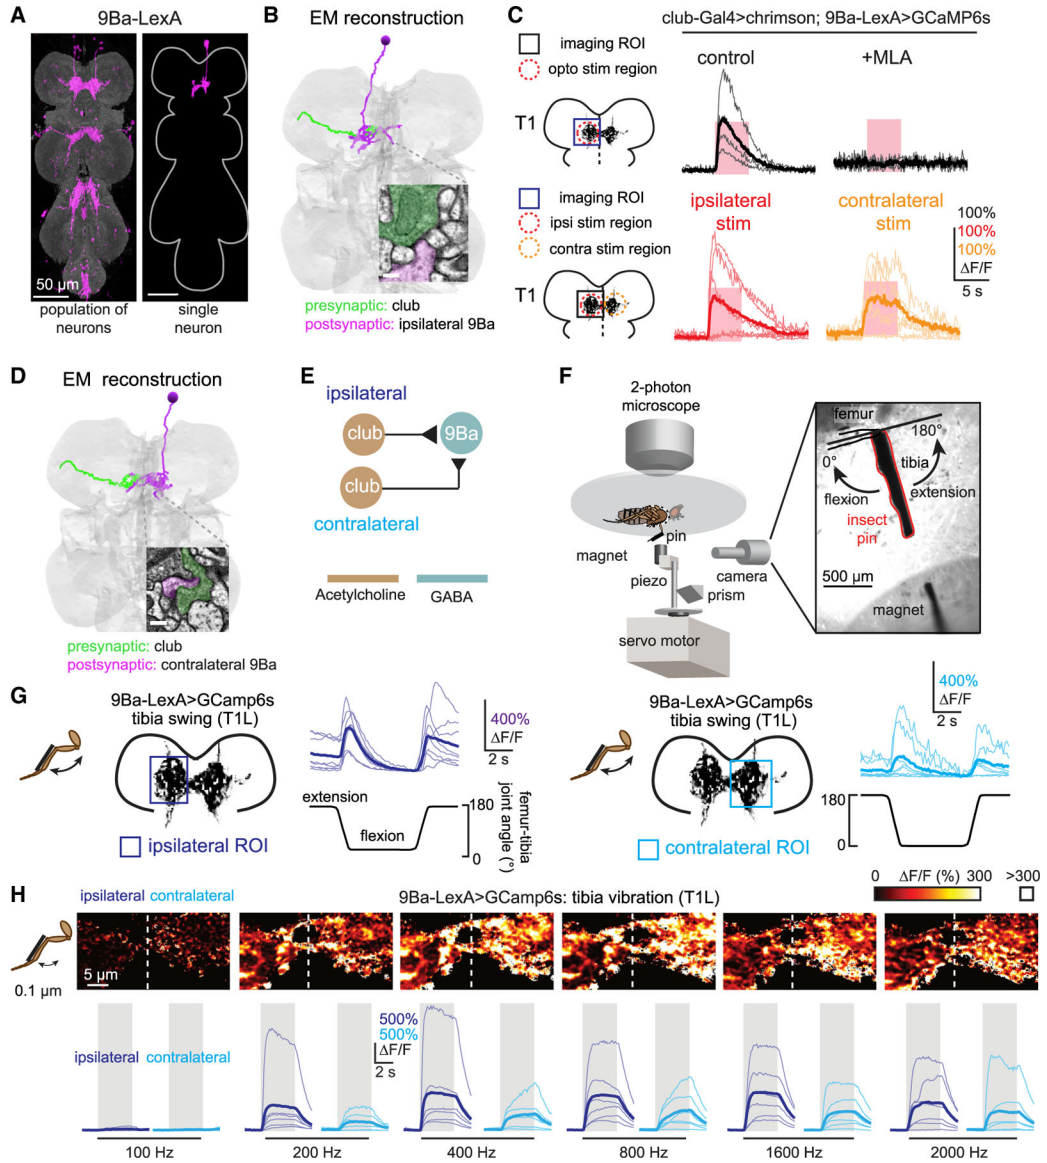 A
9Ba-LexA
50 μm
population of
neurons
single
neuron
B
EM reconstruction
presynaptic: club
postsynaptic: ipsilateral 9Ba
C
club-Gal4>chrimson; 9Ba-LexA>GCaMP6s
imaging ROI
opto stim region
control
+MLA
T1
imaging ROI
ipsi stim region
contra stim region
ipsilateral
stim
contralateral
stim
100%
100%
100%
ΔF/F
5 s
T1
D
EM reconstruction
presynaptic: club
postsynaptic: contralateral 9Ba
E
ipsilateral
club
9Ba
club
contralateral
Acetylcholine
GABA
F
2-photon
microscope
pin
magnet
piezo
camera
prism
servo motor
femur
180°
0°
tibia
flexion
extension
insect
pin
500 μm
magnet
G
9Ba-LexA>GCamp6s
tibia swing (T1L)
400%
ΔF/F
2 s
extension
flexion
180
0
femur-tibia
joint angle (°)
ipsilateral ROI
9Ba-LexA>GCamp6s
tibia swing (T1L)
400%
ΔF/F
2 s
180
0
contralateral ROI
H
ipsilateral contralateral
9Ba-LexA>GCamp6s: tibia vibration (T1L)
0 ΔF/F (%) 300 >300
5 μm
0.1 μm
ipsilateral contralateral
500%
500%
ΔF/F
2 s
100 Hz
200 Hz
400 Hz
800 Hz
1600 Hz
2000 Hz